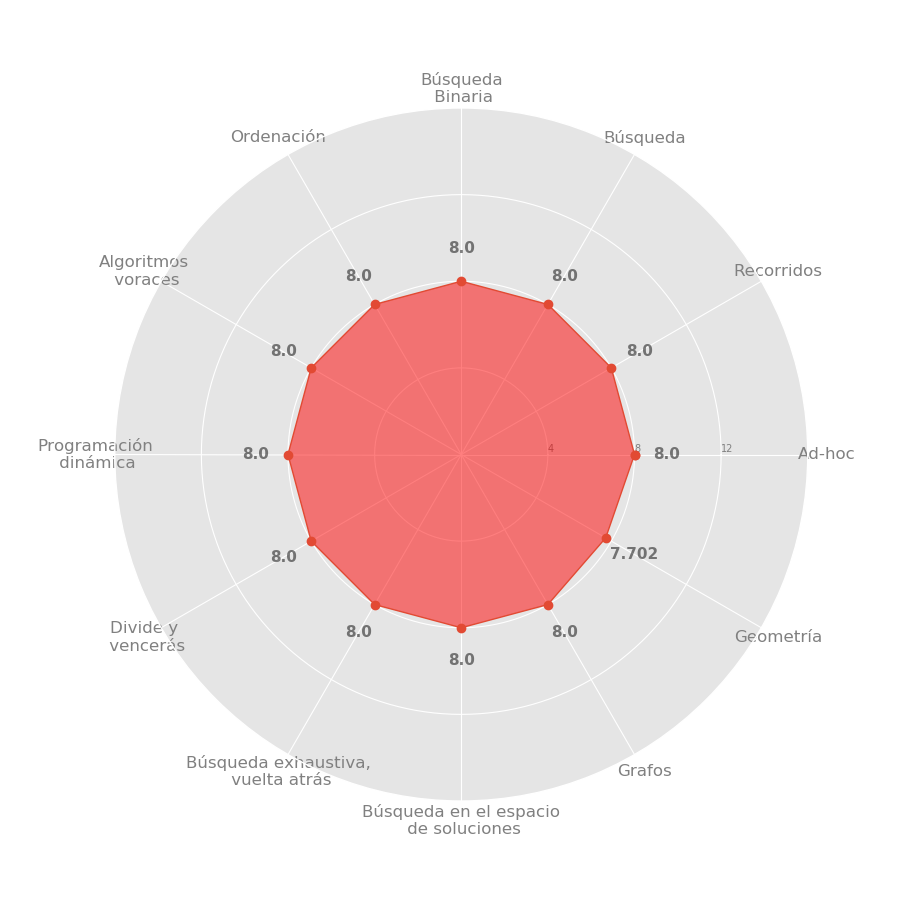 Búsqueda
Binaria
Ordenación
Búsqueda
8.0
8.0
8.0
Algoritmos
voraces
Recorridos
8.0
8.0
Programación
dinámica
8.0
4
8
8.0
12
Ad-hoc
8.0
7.702
Divide y
vencerás
8.0
8.0
8.0
Geometría
Búsqueda exhaustiva,
vuelta atrás
Grafos
Búsqueda en el espacio
de soluciones